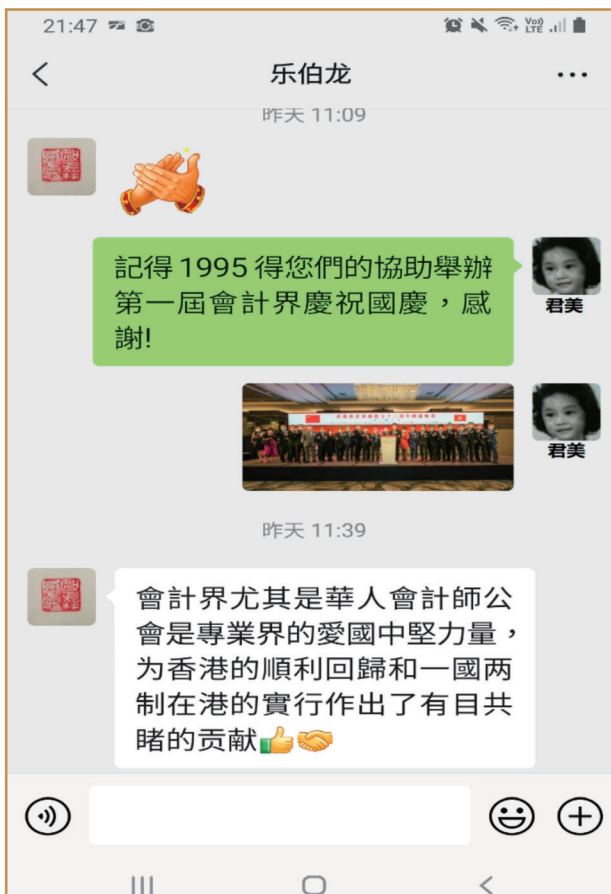 21:47
Vo))
LTE
乐伯龙
昨天 11:09
記得 1995 得您們的協助舉辦
第一屆會計界慶祝國慶，感
謝!
君美
君美
昨天 11:39
會計界尤其是華人會計師公
會是專業界的愛國中堅力量，
为香港的順利回歸和一國两
制在港的實行作出了有目共
睹的贡献👍🤝